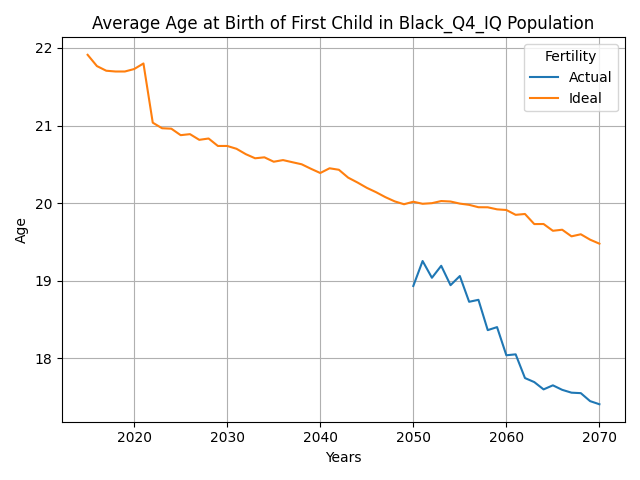 Average Age at Birth of First Child in Black_Q4_IQ Population
22
21
20
19
18
Age
Fertility
Actual
Ideal
2020 2030 2040 2050 2060 2070
Years